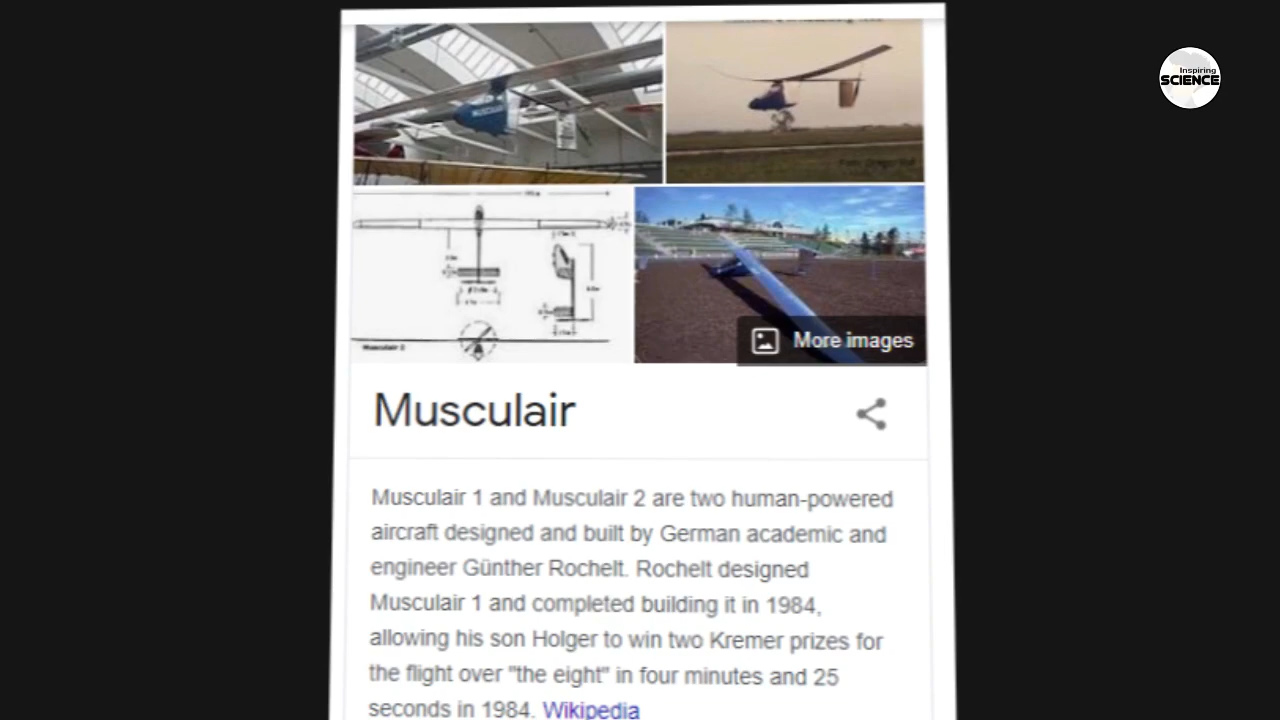 Inspiring
SCIENCE
MUSCULAIR
Musculair 2
More images
Musculair
Musculair 1 and Musculair 2 are two human-powered
aircraft designed and built by German academic and
engineer Günther Rochelt. Rochelt designed
Musculair 1 and completed building it in 1984,
allowing his son Holger to win two Kremer prizes for
the flight over "the eight" in four minutes and 25
seconds in 1984. Wikipedia